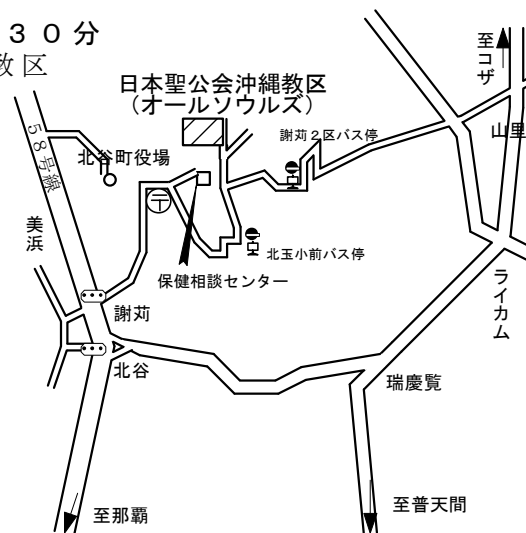 ３０分
教区
至コザ
日本聖公会沖縄教区
（オールソウルズ）
謝苅２区バス停
山里
58号線
北谷町役場
〒
美浜
北玉小前バス停
保健相談センター
ライカム
謝苅
北谷
瑞慶覧
至那覇
至普天間